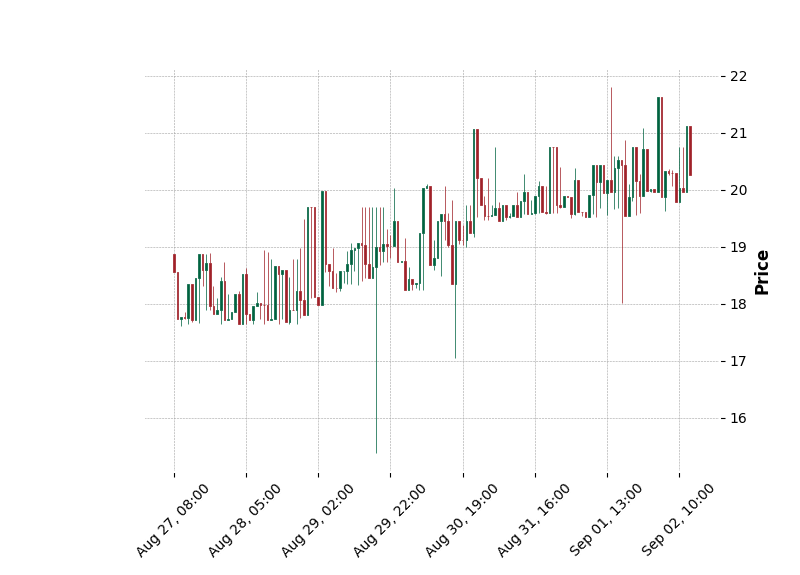 22
21
20
19
18
17
16
Price
Aug 27, 08:00
Aug 28, 05:00
Aug 29, 02:00
Aug 29, 22:00
Aug 30, 19:00
Aug 31, 16:00
Sep 01, 13:00
Sep 02, 10:00